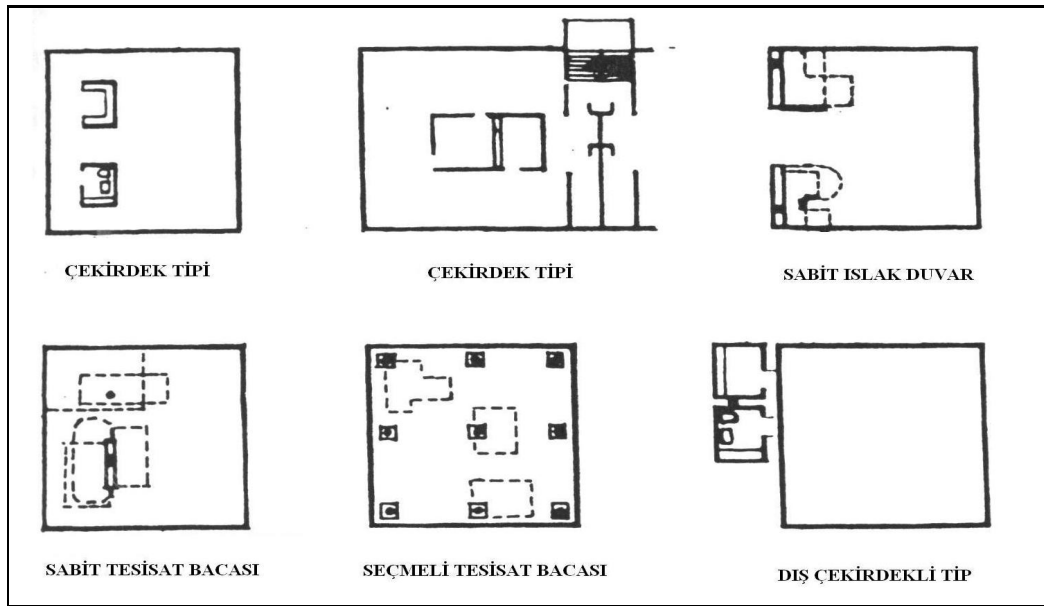 ÇEKİRDEK TİPİ
ÇEKİRDEK TİPİ
SABİT ISLAK DUVAR
SABİT TESİSAT BACASI
SEÇMELİ TESİSAT BACASI
DIŞ ÇEKİRDEKLİ TİP